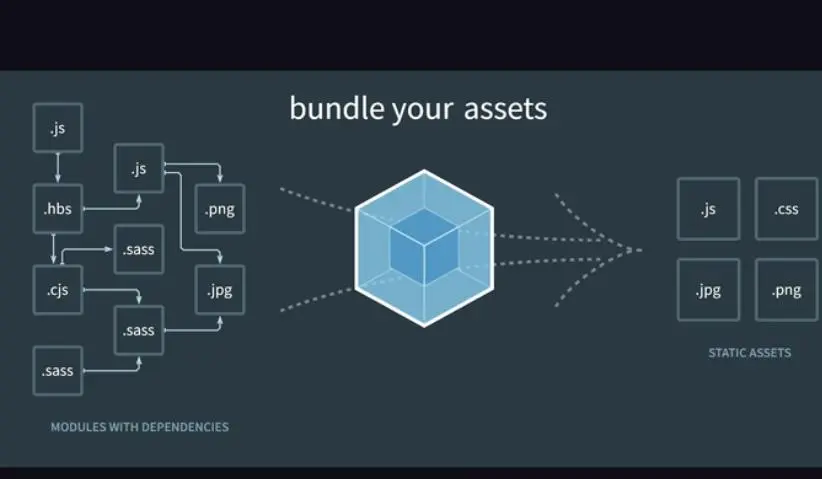 bundle your assets
.js
.js
.hbs
.png
.sass
.cjs
.jpg
.sass
.sass
MODULES WITH DEPENDENCIES
.js
.css
.jpg
.png
STATIC ASSETS